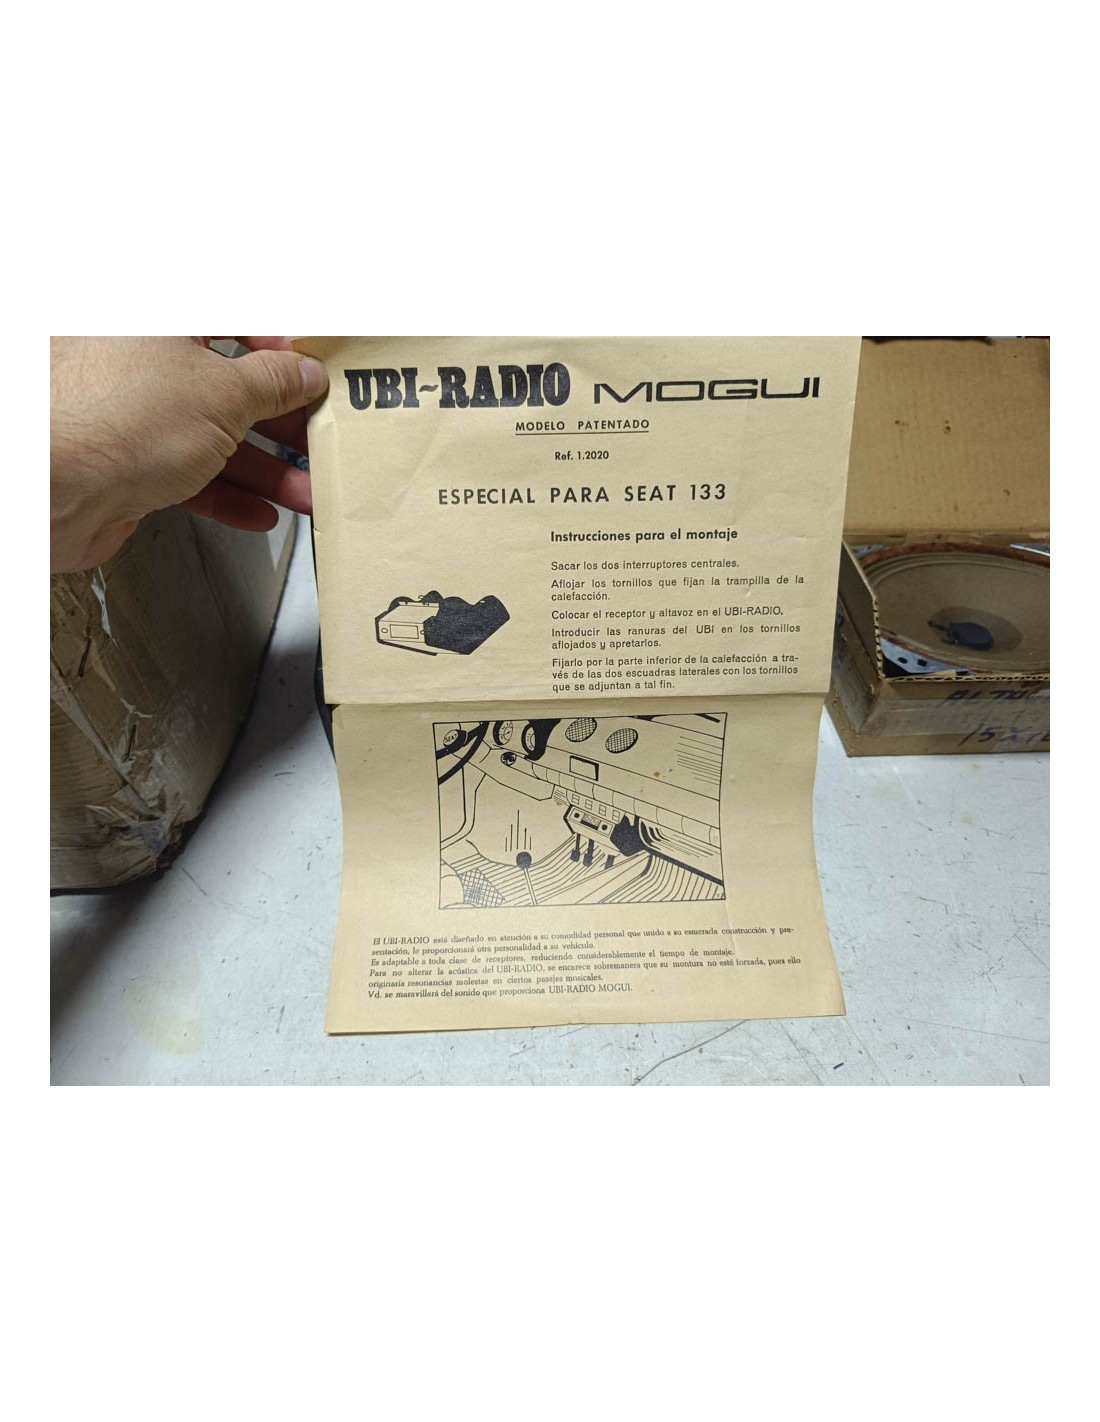 UBI~RADIO MOGUI
MODELO PATENTADO
Ref. 1.2020
ESPECIAL PARA SEAT 133
Instrucciones para el montaje
Sacar los dos interruptores centrales.
Aflojar los tornillos que fijan la trampilla de la
calefacción.
Colocar el receptor y altavoz en el UBI-RADIO.
Introducir las ranuras del UBI en los tornillos
aflojados y apretarlos.
Fijarlo por la parte inferior de la calefacción a tra-
vés de las dos escuadras laterales con los tornillos
que se adjuntan a tal fin.
SEAT
El UBI-RADIO está diseñado en atención a su comodidad personal que unido a su esmerada construcción y pre-
sentación, le proporcionará otra personalidad a su vehículo.
Es adaptable a toda clase de receptores, reduciendo considerablemente el tiempo de montaje.
Para no alterar la acústica del UBI-RADIO, se encarece sobremanera que su montura no esté forzada, pues ello
originaría resonancias molestas en ciertos pasajes musicales.
Vd. se maravillará del sonido que proporciona UBI-RADIO MOGUI.